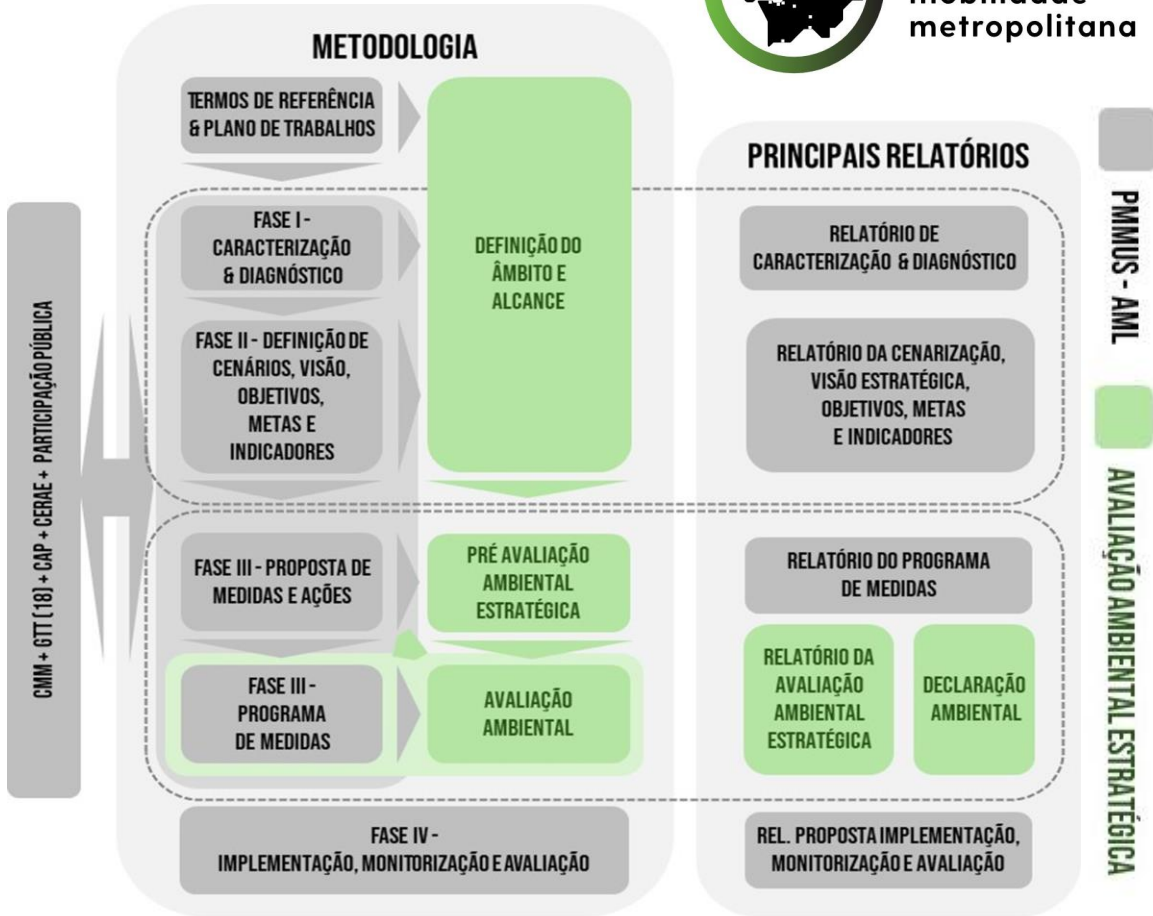 mobilidade
metropolitana
METODOLOGIA
TERMOS DE REFERÊNCIA
& PLANO DE TRABALHOS
FASE I -
CARACTERIZAÇÃO
& DIAGNÓSTICO
FASE II - DEFINIÇÃO DE
CENÁRIOS, VISÃO,
OBJETIVOS,
METAS E
INDICADORES
DEFINIÇÃO DO
ÂMBITO E
ALCANCE
FASE III - PROPOSTA DE
MEDIDAS E AÇÕES
PRÉ AVALIAÇÃO
AMBIENTAL
ESTRATÉGICA
FASE III -
PROGRAMA
DE MEDIDAS
AVALIAÇÃO
AMBIENTAL
FASE IV -
IMPLEMENTAÇÃO, MONITORIZAÇÃO E AVALIAÇÃO
CMM + GTT (18) + CAP + CERAE + PARTICIPAÇÃO PÚBLICA
PRINCIPAIS RELATÓRIOS
RELATÓRIO DE
CARACTERIZAÇÃO & DIAGNÓSTICO
RELATÓRIO DA CENARIZAÇÃO,
VISÃO ESTRATÉGICA,
OBJETIVOS, METAS
E INDICADORES
RELATÓRIO DO PROGRAMA
DE MEDIDAS
RELATÓRIO DA
AVALIAÇÃO
AMBIENTAL
ESTRATÉGICA
DECLARAÇÃO
AMBIENTAL
REL. PROPOSTA IMPLEMENTAÇÃO,
MONITORIZAÇÃO E AVALIAÇÃO
PMMUS - AML
AVALIAÇÃO AMBIENTAL ESTRATÉGICA